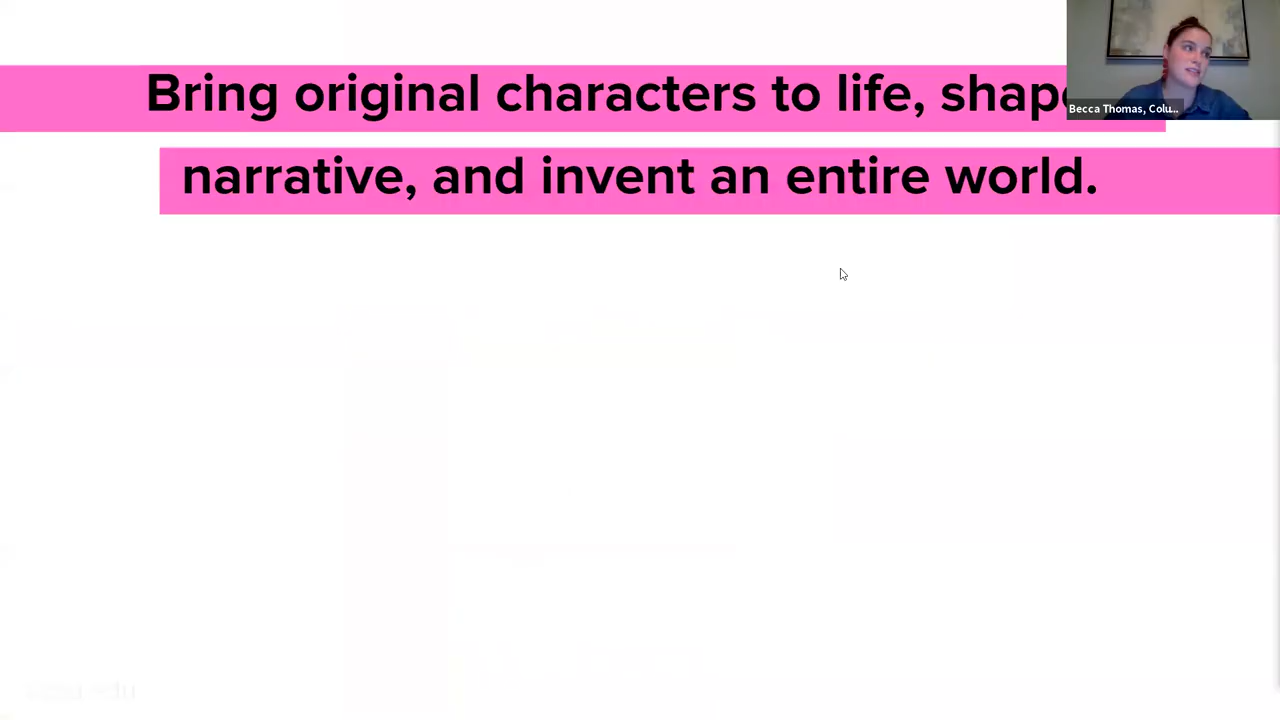 Bring original characters to life, shape
narrative, and invent an entire world.
Becca Thomas, Colu...